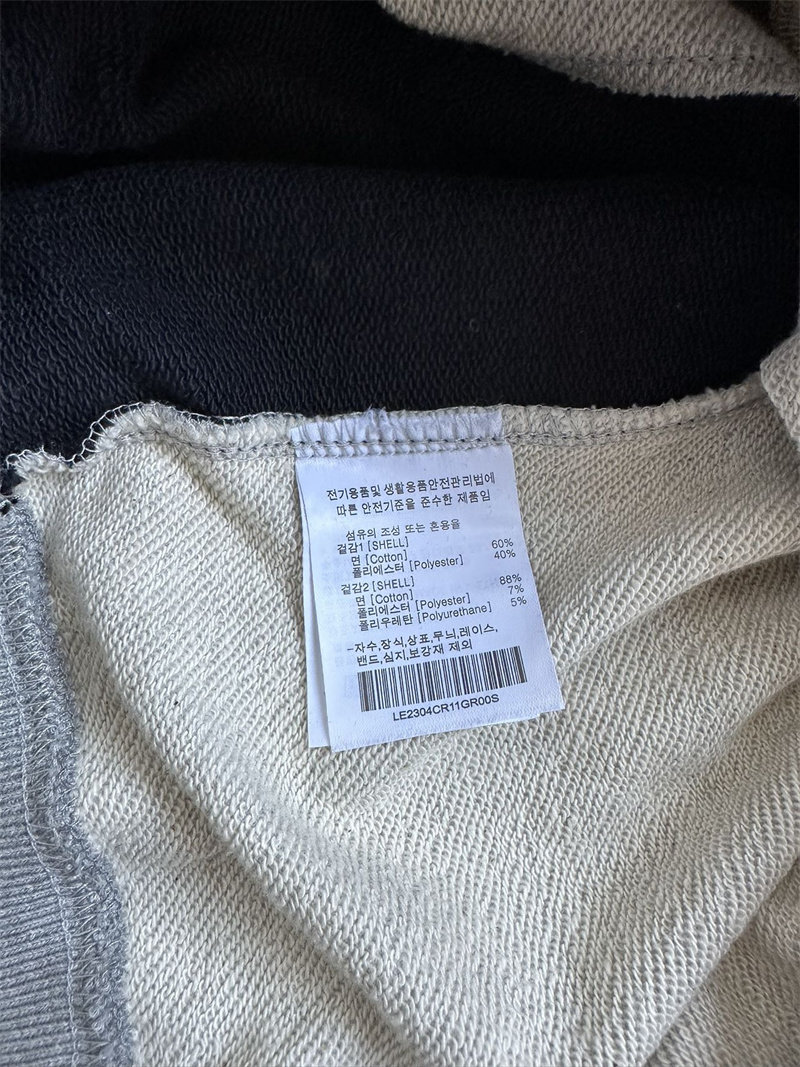 전기용품및 생활용품안전관리법에
따른 안전기준을 준수한 제품임
섬유의 조성 또는 혼용율
겉감1 [SHELL]
면 [Cotton] 60%
폴리에스터 [Polyester] 40%
겉감2 [SHELL]
면 [Cotton] 88%
폴리에스터 [Polyester] 7%
폴리우레탄 [Polyurethane] 5%
-자수,장식,상표,무늬,레이스,
밴드,심지,보강재 제외
LE2304CR11GR00S